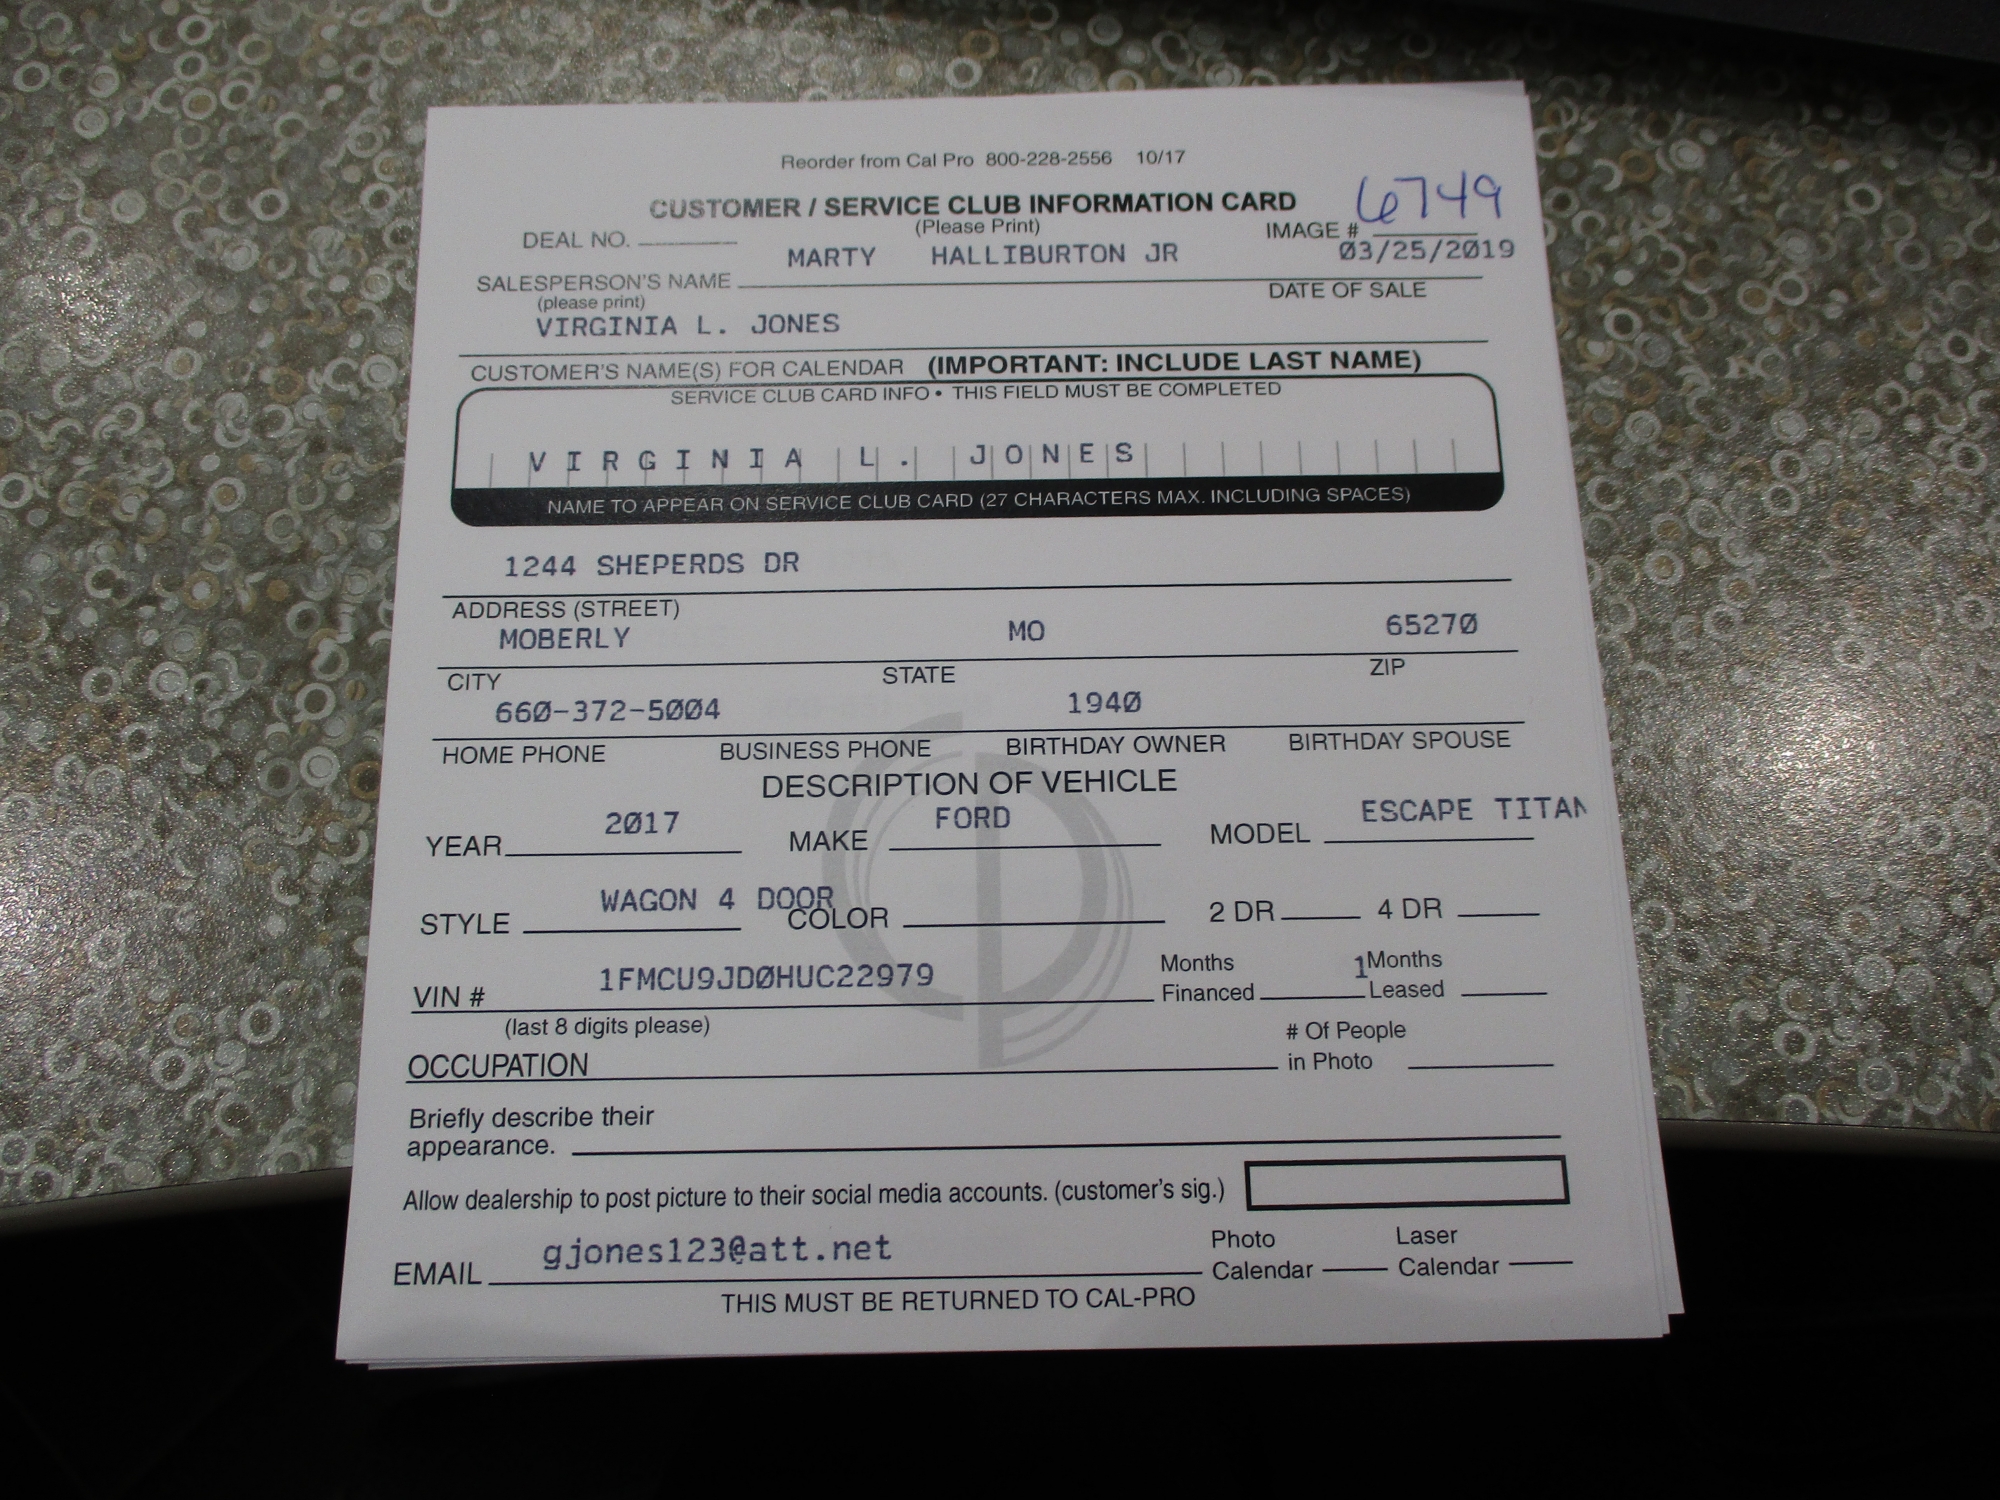 Reorder from Cal Pro 800-228-2556 10/17
CUSTOMER / SERVICE CLUB INFORMATION CARD
(Please Print)
6749
DEAL NO.
IMAGE #
MARTY HALLIBURTON JR
03/25/2019
SALESPERSON'S NAME
(please print)
DATE OF SALE
VIRGINIA L. JONES
CUSTOMER'S NAME(S) FOR CALENDAR (IMPORTANT: INCLUDE LAST NAME)
SERVICE CLUB CARD INFO • THIS FIELD MUST BE COMPLETED
VIRGINIA L. JONES
NAME TO APPEAR ON SERVICE CLUB CARD (27 CHARACTERS MAX. INCLUDING SPACES)
1244 SHEPERDS DR
ADDRESS (STREET)
MOBERLY MO 65270
CITY STATE ZIP
660-372-5004 1940
HOME PHONE BUSINESS PHONE BIRTHDAY OWNER BIRTHDAY SPOUSE
DESCRIPTION OF VEHICLE
2017 FORD ESCAPE TITAN
YEAR MAKE MODEL
WAGON 4 DOOR
STYLE COLOR 2 DR 4 DR
1FMCU9JD0HUC22979
VIN #
(last 8 digits please)
Months Financed
1
Months Leased
OCCUPATION
# Of People
in Photo
Briefly describe their
appearance.
Allow dealership to post picture to their social media accounts. (customer's sig.)
gjones123@att.net
EMAIL
Photo Calendar
Laser Calendar
THIS MUST BE RETURNED TO CAL-PRO